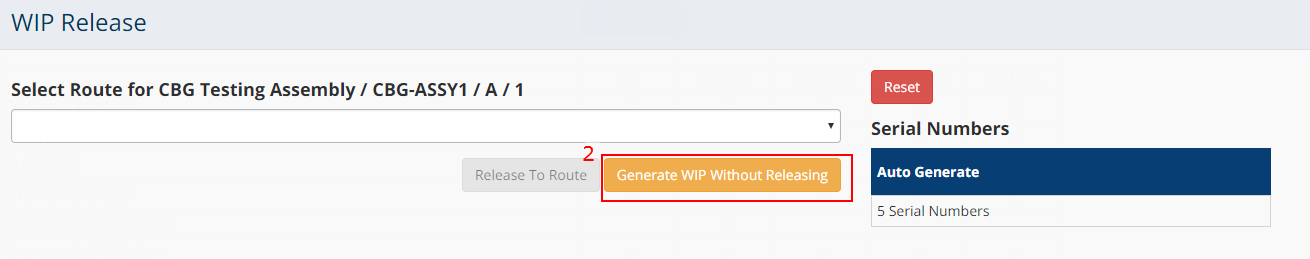 WIP Release
Select Route for CBG Testing Assembly / CBG-ASSY1 / A / 1
2
Release To Route
Generate WIP Without Releasing
Reset
Serial Numbers
Auto Generate
5 Serial Numbers